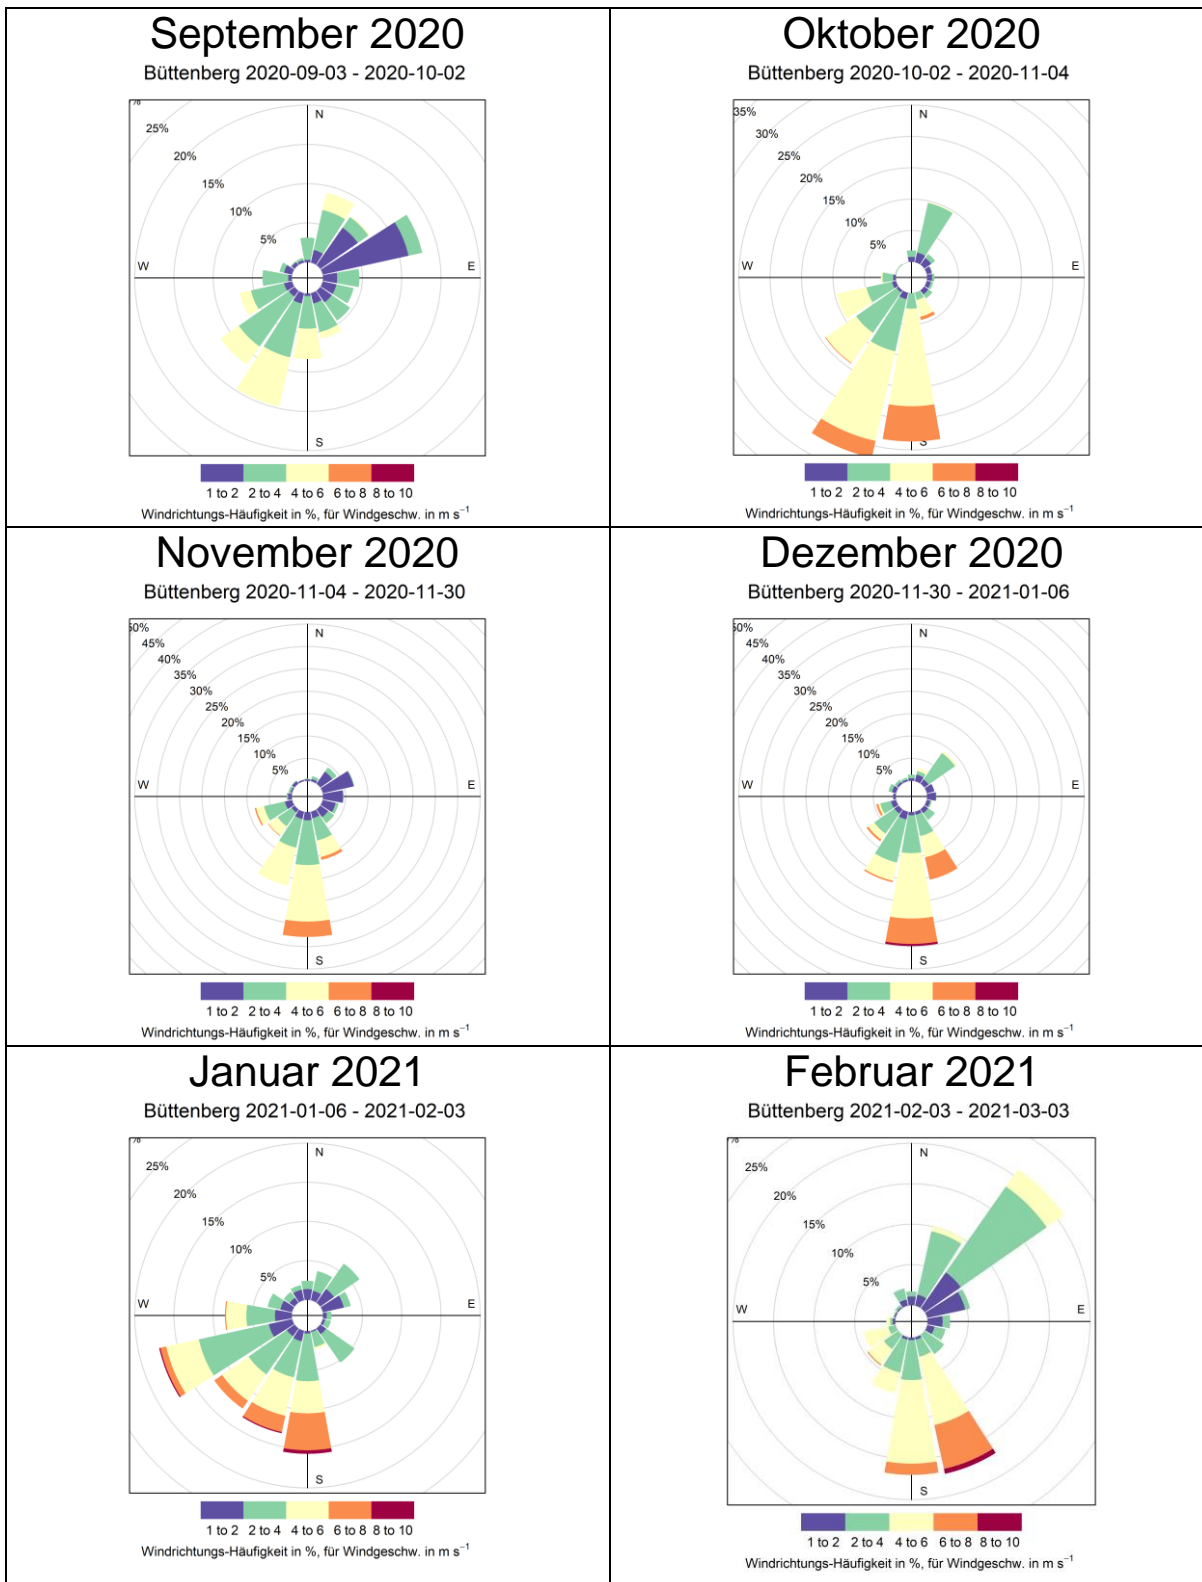 September 2020
Büttenberg 2020-09-03 - 2020-10-02
%
25%
20%
15%
10%
5%
N
W
E
S
1 to 2 2 to 4 4 to 6 6 to 8 8 to 10
Windrichtungs-Häufigkeit in %, für Windgeschw. in m s⁻¹
Oktober 2020
Büttenberg 2020-10-02 - 2020-11-04
35%
30%
25%
20%
15%
10%
5%
N
W
E
S
1 to 2 2 to 4 4 to 6 6 to 8 8 to 10
Windrichtungs-Häufigkeit in %, für Windgeschw. in m s⁻¹
November 2020
Büttenberg 2020-11-04 - 2020-11-30
50%
45%
40%
35%
30%
25%
20%
15%
10%
5%
N
W
E
S
1 to 2 2 to 4 4 to 6 6 to 8 8 to 10
Windrichtungs-Häufigkeit in %, für Windgeschw. in m s⁻¹
Dezember 2020
Büttenberg 2020-11-30 - 2021-01-06
50%
45%
40%
35%
30%
25%
20%
15%
10%
5%
N
W
E
S
1 to 2 2 to 4 4 to 6 6 to 8 8 to 10
Windrichtungs-Häufigkeit in %, für Windgeschw. in m s⁻¹
Januar 2021
Büttenberg 2021-01-06 - 2021-02-03
%
25%
20%
15%
10%
5%
N
W
E
S
1 to 2 2 to 4 4 to 6 6 to 8 8 to 10
Windrichtungs-Häufigkeit in %, für Windgeschw. in m s⁻¹
Februar 2021
Büttenberg 2021-02-03 - 2021-03-03
%
25%
20%
15%
10%
5%
N
W
E
S
1 to 2 2 to 4 4 to 6 6 to 8 8 to 10
Windrichtungs-Häufigkeit in %, für Windgeschw. in m s⁻¹